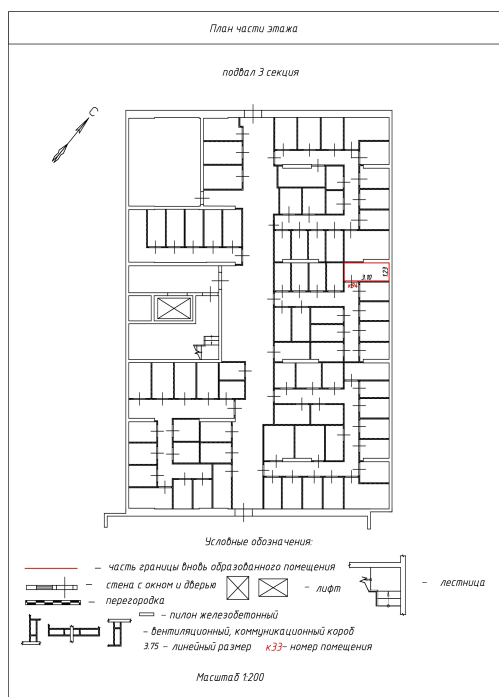 План части этажа
подвал 3 секция
С
3.10
1.23
Условные обозначения:
— часть границы вновь образованного помещения
— стена с окном и дверью
— лифт
— лестница
— перегородка
— пилон железобетонный
— вентиляционный, коммуникационный короб
3.75 — линейный размер к33— номер помещения
Масштаб 1:200